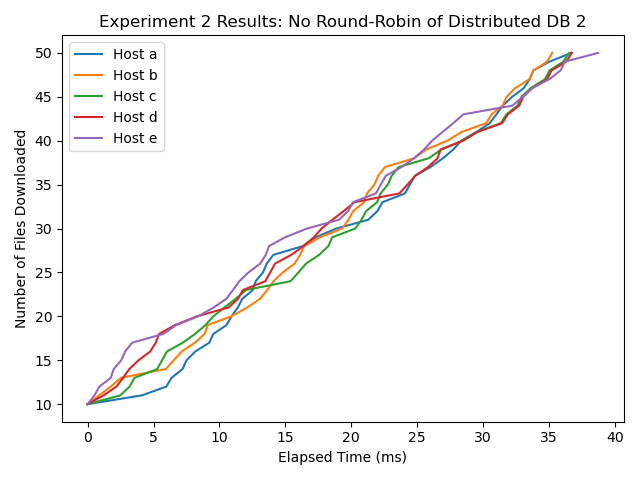 Experiment 2 Results: No Round-Robin of Distributed DB 2
Number of Files Downloaded
50
45
40
35
30
25
20
15
10
Host a
Host b
Host c
Host d
Host e
0 5 10 15 20 25 30 35 40
Elapsed Time (ms)